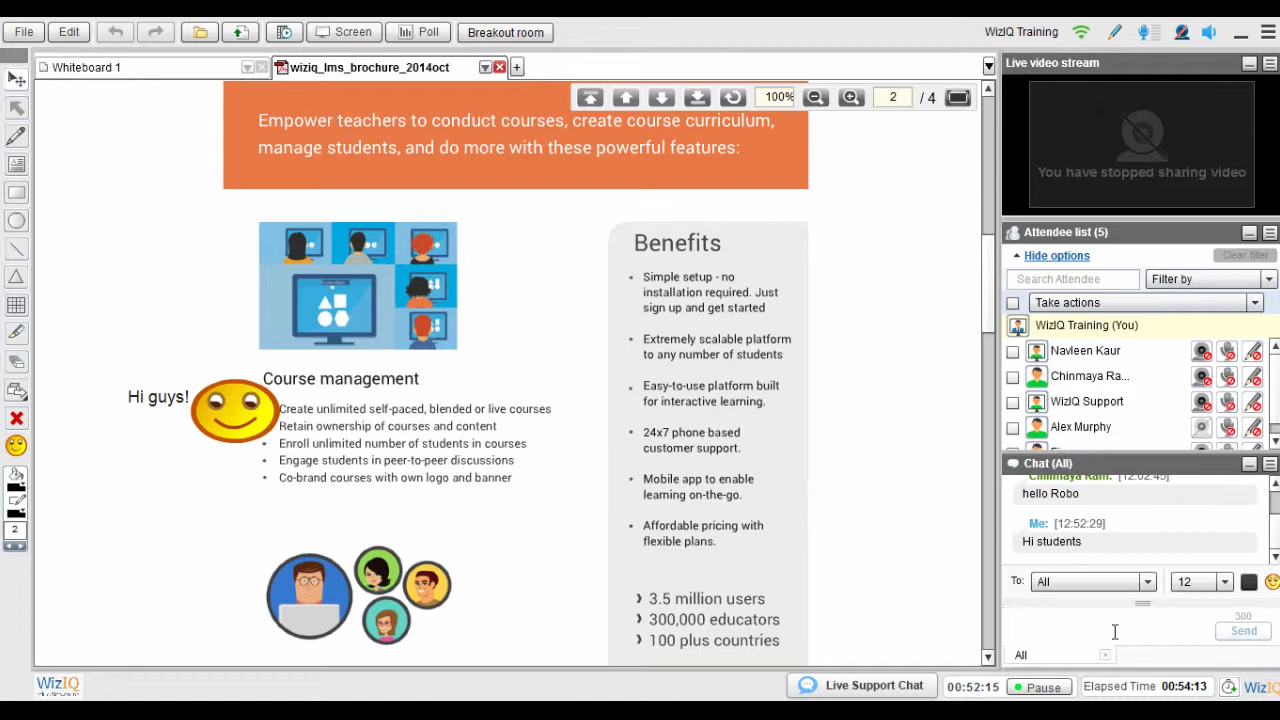 File Edit Screen Poll Breakout room WizIQ Training
Whiteboard 1 wiziq_lms_brochure_2014oct
100% 2 / 4
Empower teachers to conduct courses, create course curriculum,
manage students, and do more with these powerful features:
Hi guys!
Course management
Create unlimited self-paced, blended or live courses
Retain ownership of courses and content
• Enroll unlimited number of students in courses
• Engage students in peer-to-peer discussions
• Co-brand courses with own logo and banner
Benefits
• Simple setup - no
installation required. Just
sign up and get started
• Extremely scalable platform
to any number of students
• Easy-to-use platform built
for interactive learning.
• 24x7 phone based
customer support.
• Mobile app to enable
learning on-the-go.
• Affordable pricing with
flexible plans.
› 3.5 million users
› 300,000 educators
› 100 plus countries
Live video stream
You have stopped sharing video
Attendee list (5)
Hide options Clear filter
Search Attendee Filter by
Take actions
WizIQ Training (You)
Navleen Kaur
Chinmaya Ra...
WizIQ Support
Alex Murphy
Chat (All)
Chinmaya Ram: [12:02:45]
hello Robo
Me: [12:52:29]
Hi students
To: All 12
300
Send
All
2
WizIQ Live Support Chat 00:52:15 Pause Elapsed Time 00:54:13 WizIQ